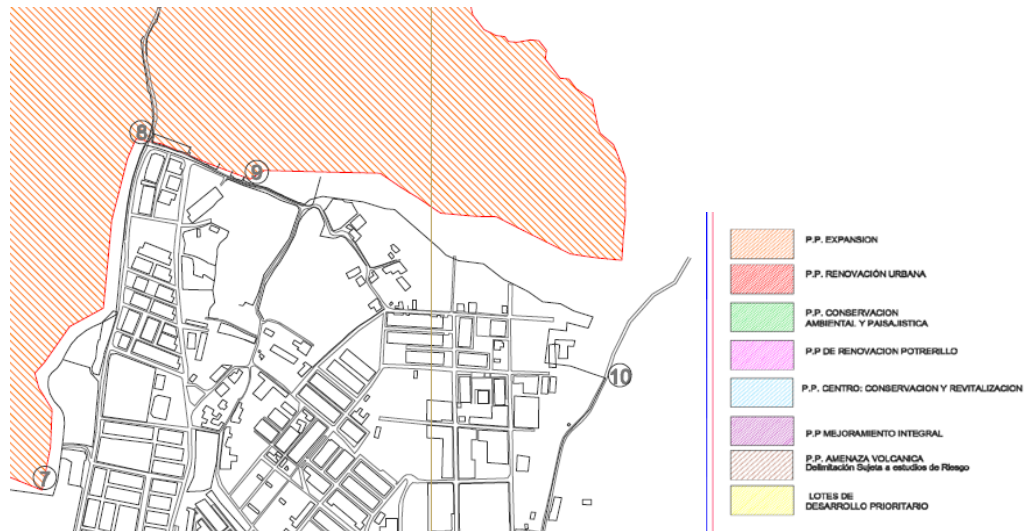 8
9
10
7
P.P. EXPANSION
P.P. RENOVACIÓN URBANA
P.P. CONSERVACION
AMBIENTAL Y PAISAJISTICA
P.P DE RENOVACION POTRERILLO
P.P. CENTRO: CONSERVACION Y REVITALIZACION
P.P MEJORAMIENTO INTEGRAL
P.P. AMENAZA VOLCANICA
Delimitación Sujeta a estudios de Riesgo
LOTES DE
DESARROLLO PRIORITARIO